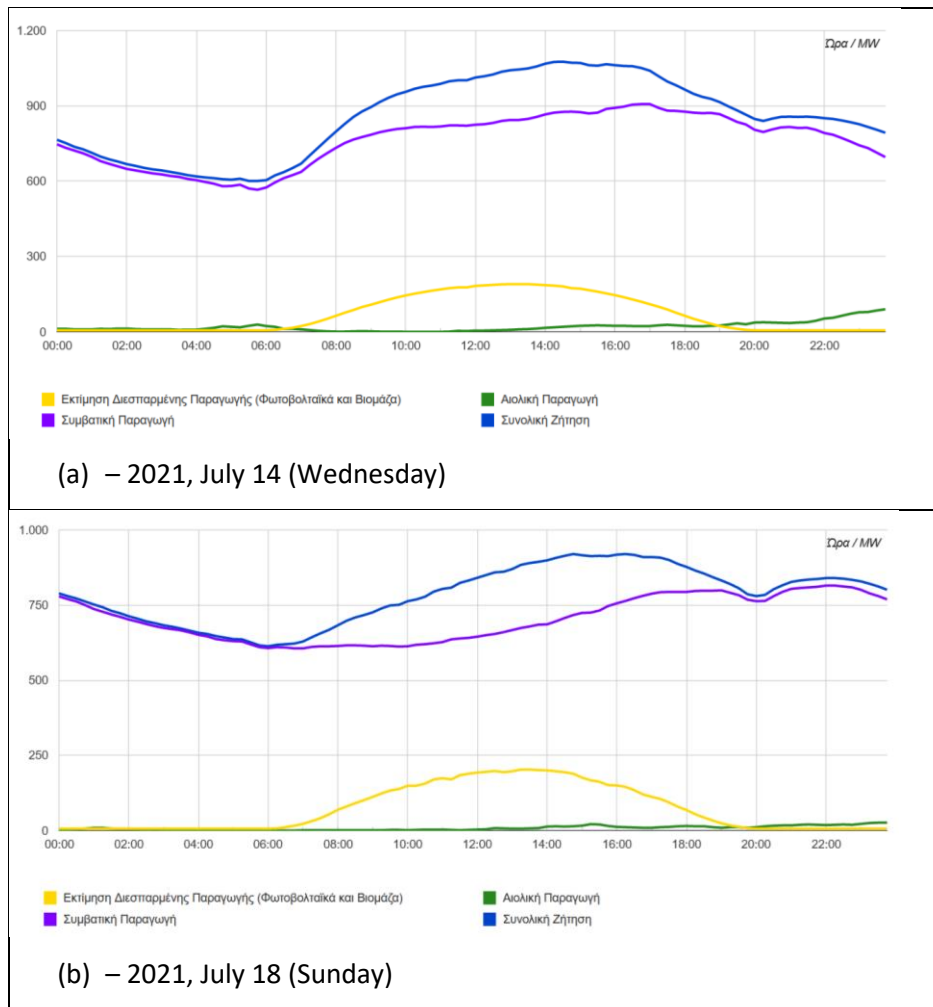 1.200
Ώρα / MW
900
600
300
0
00:00 02:00 04:00 06:00 08:00 10:00 12:00 14:00 16:00 18:00 20:00 22:00
Εκτίμηση Διεσπαρμένης Παραγωγής (Φωτοβολταϊκά και Βιομάζα) Αιολική Παραγωγή
Συμβατική Παραγωγή Συνολική Ζήτηση
(a) – 2021, July 14 (Wednesday)
1.000
Ώρα / MW
750
500
250
0
00:00 02:00 04:00 06:00 08:00 10:00 12:00 14:00 16:00 18:00 20:00 22:00
Εκτίμηση Διεσπαρμένης Παραγωγής (Φωτοβολταϊκά και Βιομάζα) Αιολική Παραγωγή
Συμβατική Παραγωγή Συνολική Ζήτηση
(b) – 2021, July 18 (Sunday)